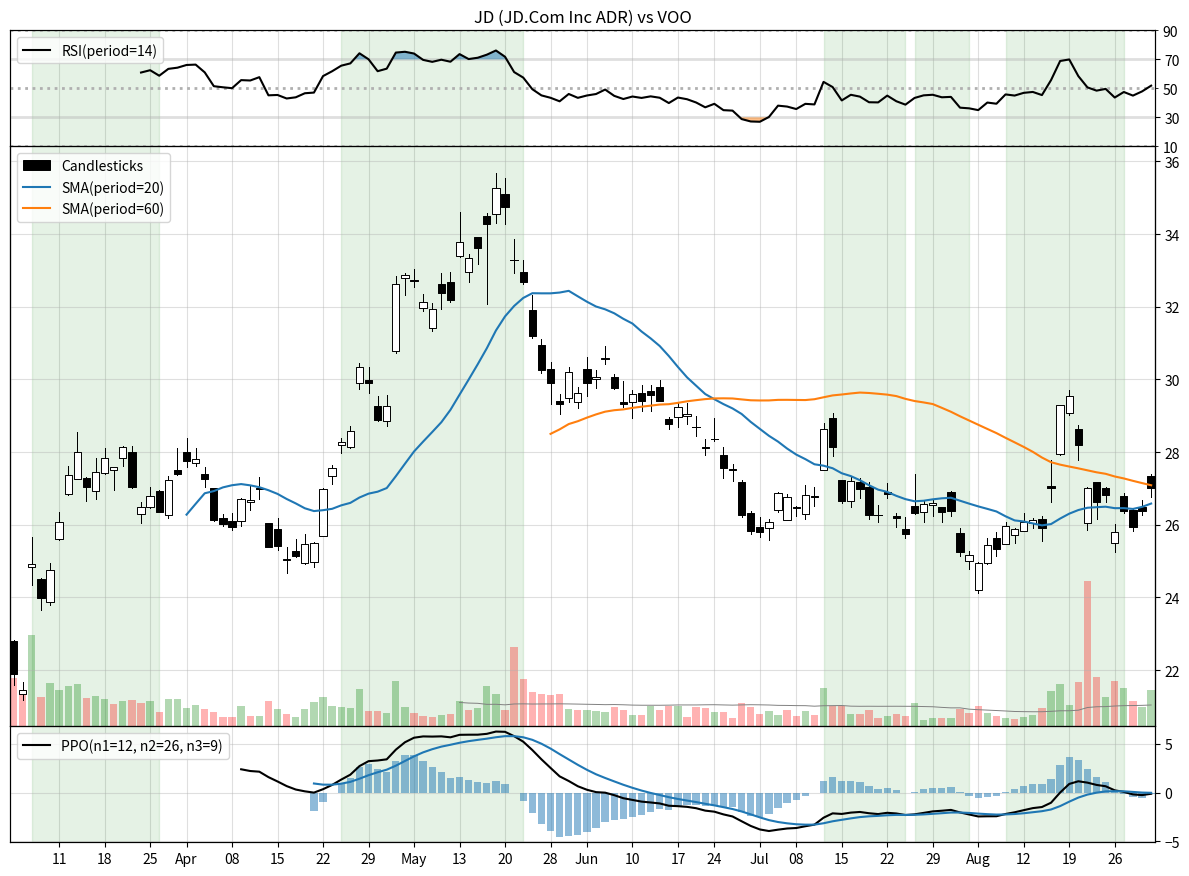 JD (JD.Com Inc ADR) vs VOO
RSI(period=14)
90
70
50
30
10
Candlesticks
SMA(period=20)
SMA(period=60)
36
34
32
30
28
26
24
22
PPO(n1=12, n2=26, n3=9)
5
0
−5
11 18 25 Apr 08 15 22 29 May 13 20 28 Jun 10 17 24 Jul 08 15 22 29 Aug 12 19 26